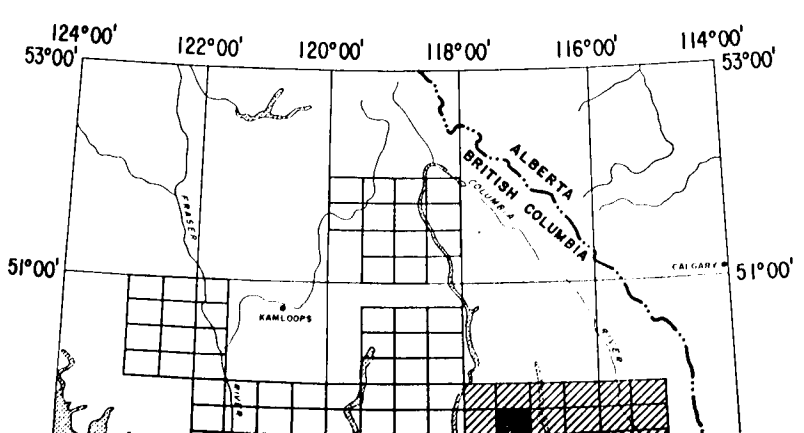 124°00' 122°00' 120°00' 118°00' 116°00' 114°00'
53°00' 53°00'
ALBERTA
BRITISH COLUMBIA
COLUMBIA
FRASER
51°00' CALGARY 51°00'
KAMLOOPS
RIVER
RIVER